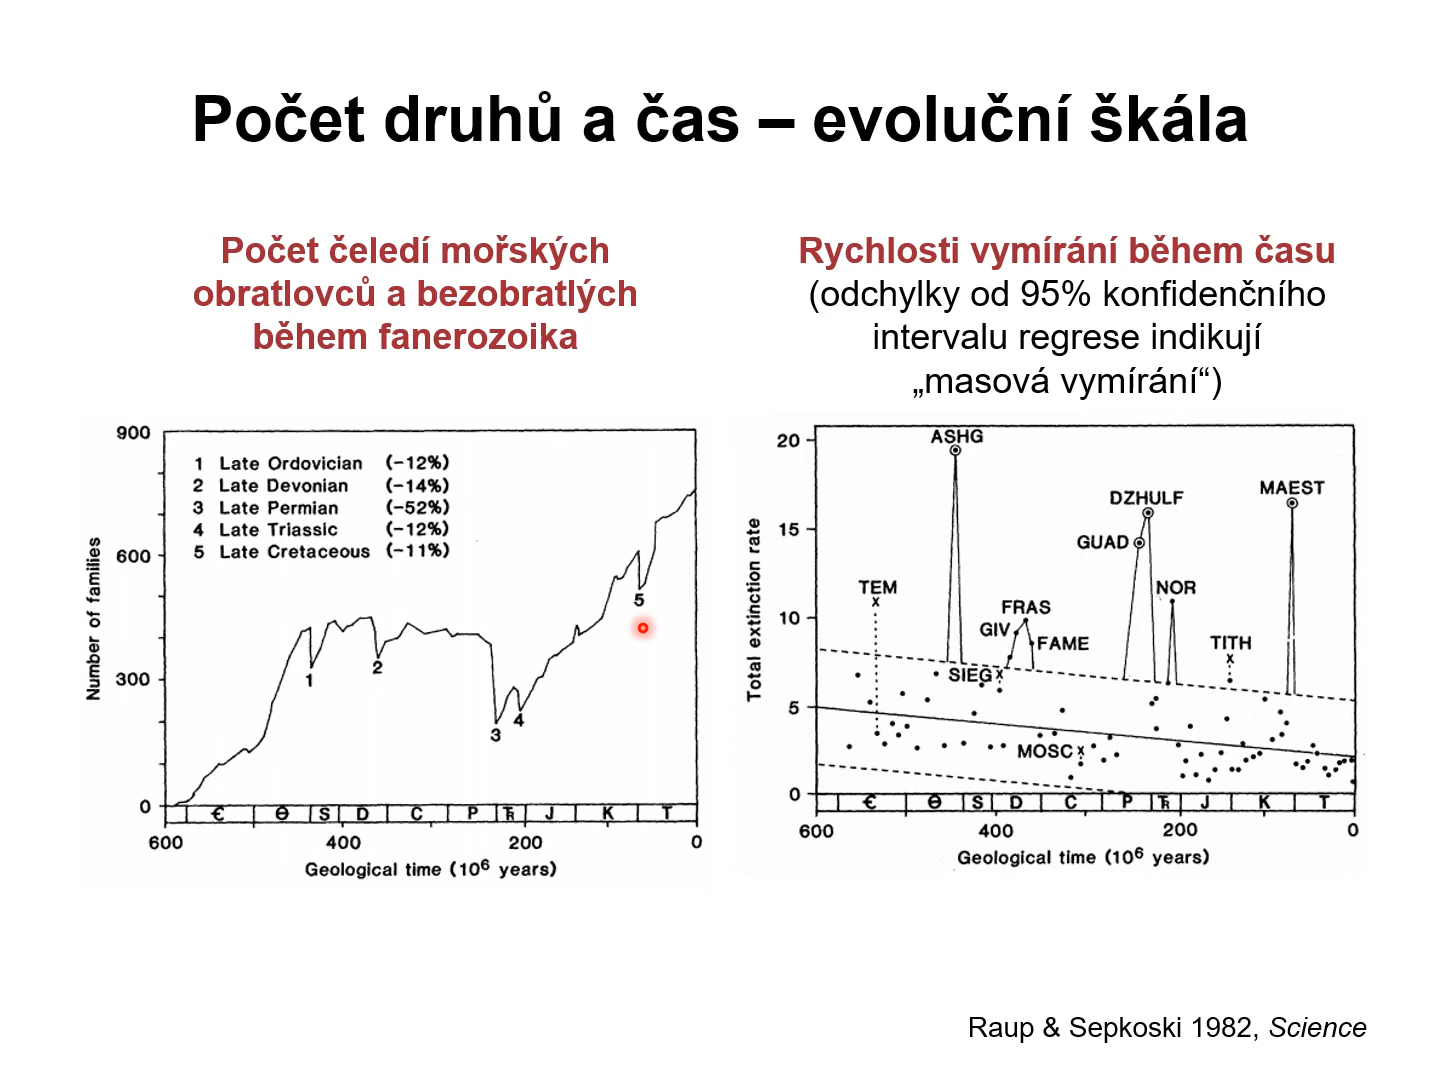 Počet druhů a čas – evoluční škála
Počet čeledí mořských
obratlovců a bezobratlých
během fanerozoika
Rychlosti vymírání během času
(odchylky od 95% konfidenčního
intervalu regrese indikují
„masová vymírání“)
900
600
300
0
Number of families
1 Late Ordovician (−12%)
2 Late Devonian (−14%)
3 Late Permian (−52%)
4 Late Triassic (−12%)
5 Late Cretaceous (−11%)
1
2
3
4
5
Є Ө S D C P Ћ J K T
600 400 200 0
Geological time (10⁶ years)
20
15
10
5
0
Total extinction rate
ASHG
DZHULF
MAEST
GUAD
TEM
NOR
FRAS
GIV
FAME
TITH
SIEG
MOSC
Є Ө S D C P Ћ J K T
600 400 200 0
Geological time (10⁶ years)
Raup & Sepkoski 1982, Science